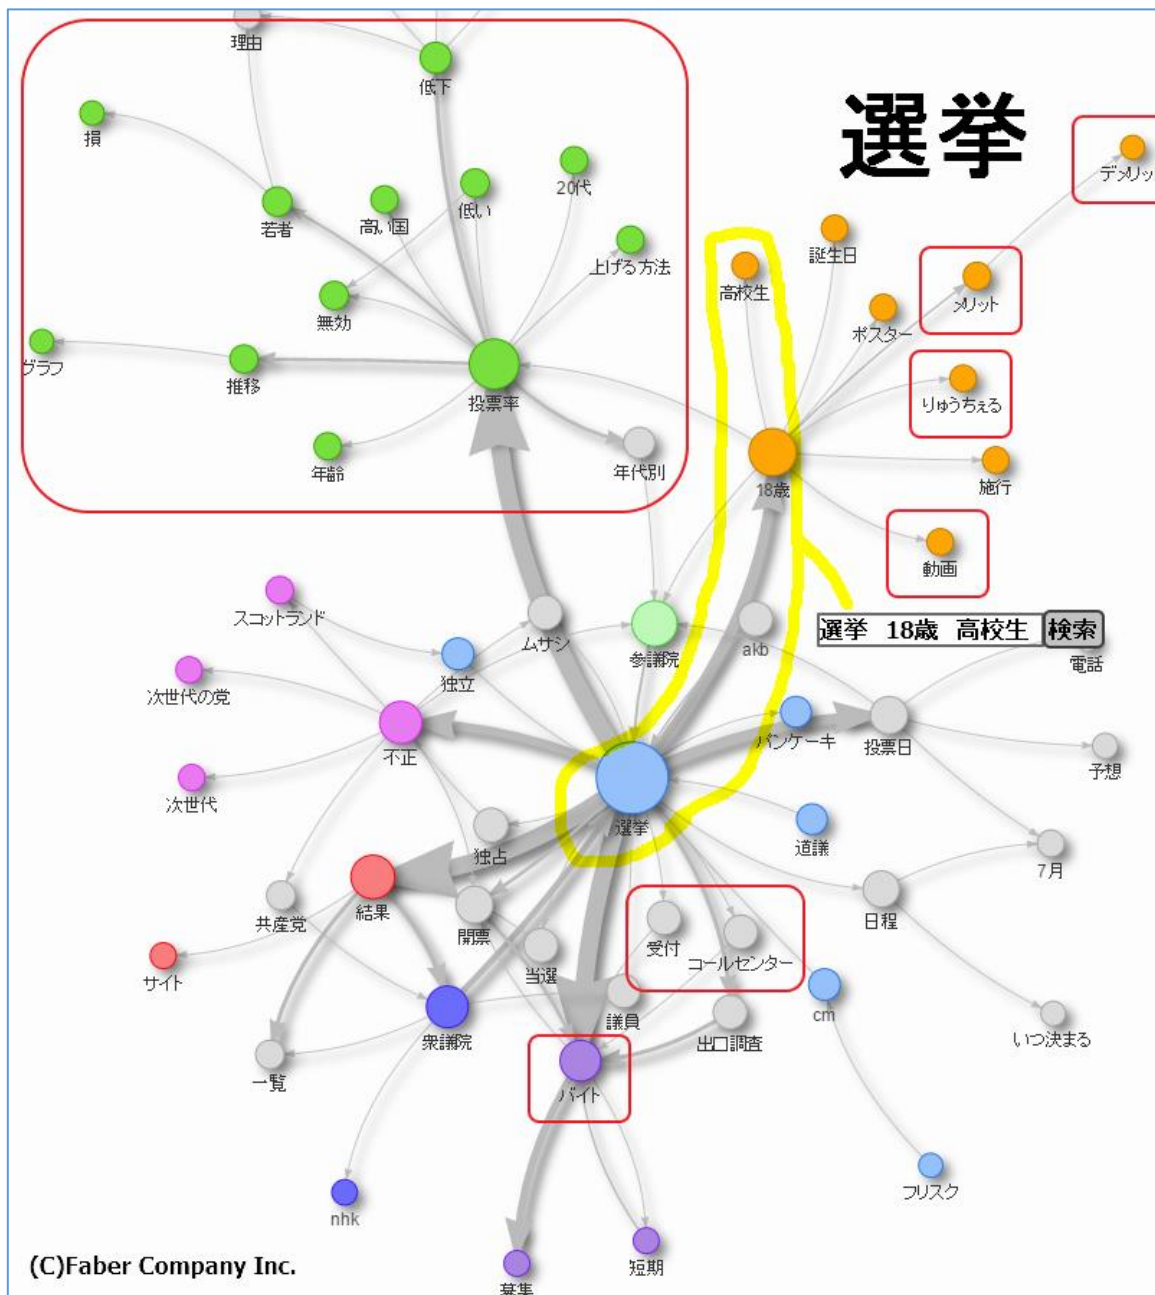 理由
低下
選挙
損
デメリッ
20代
低い
若者
高い国
上げる方法
誕生日
高校生
メリット
無効
ポスター
グラフ
推移
投票率
りゅうちぇる
年齢
年代別
18歳
施行
動画
スコットランド
ムサシ
選挙 18歳 高校生 検索
参議院
akb
電話
独立
次世代の党
不正
パンケーキ
投票日
予想
次世代
選挙
独占
道議
7月
共産党
結果
開票
受付
コールセンター
日程
サイト
当選
衆議院
議員
cm
出口調査
いつ決まる
一覧
バイト
フリスク
nhk
短期
募集
(C)Faber Company Inc.